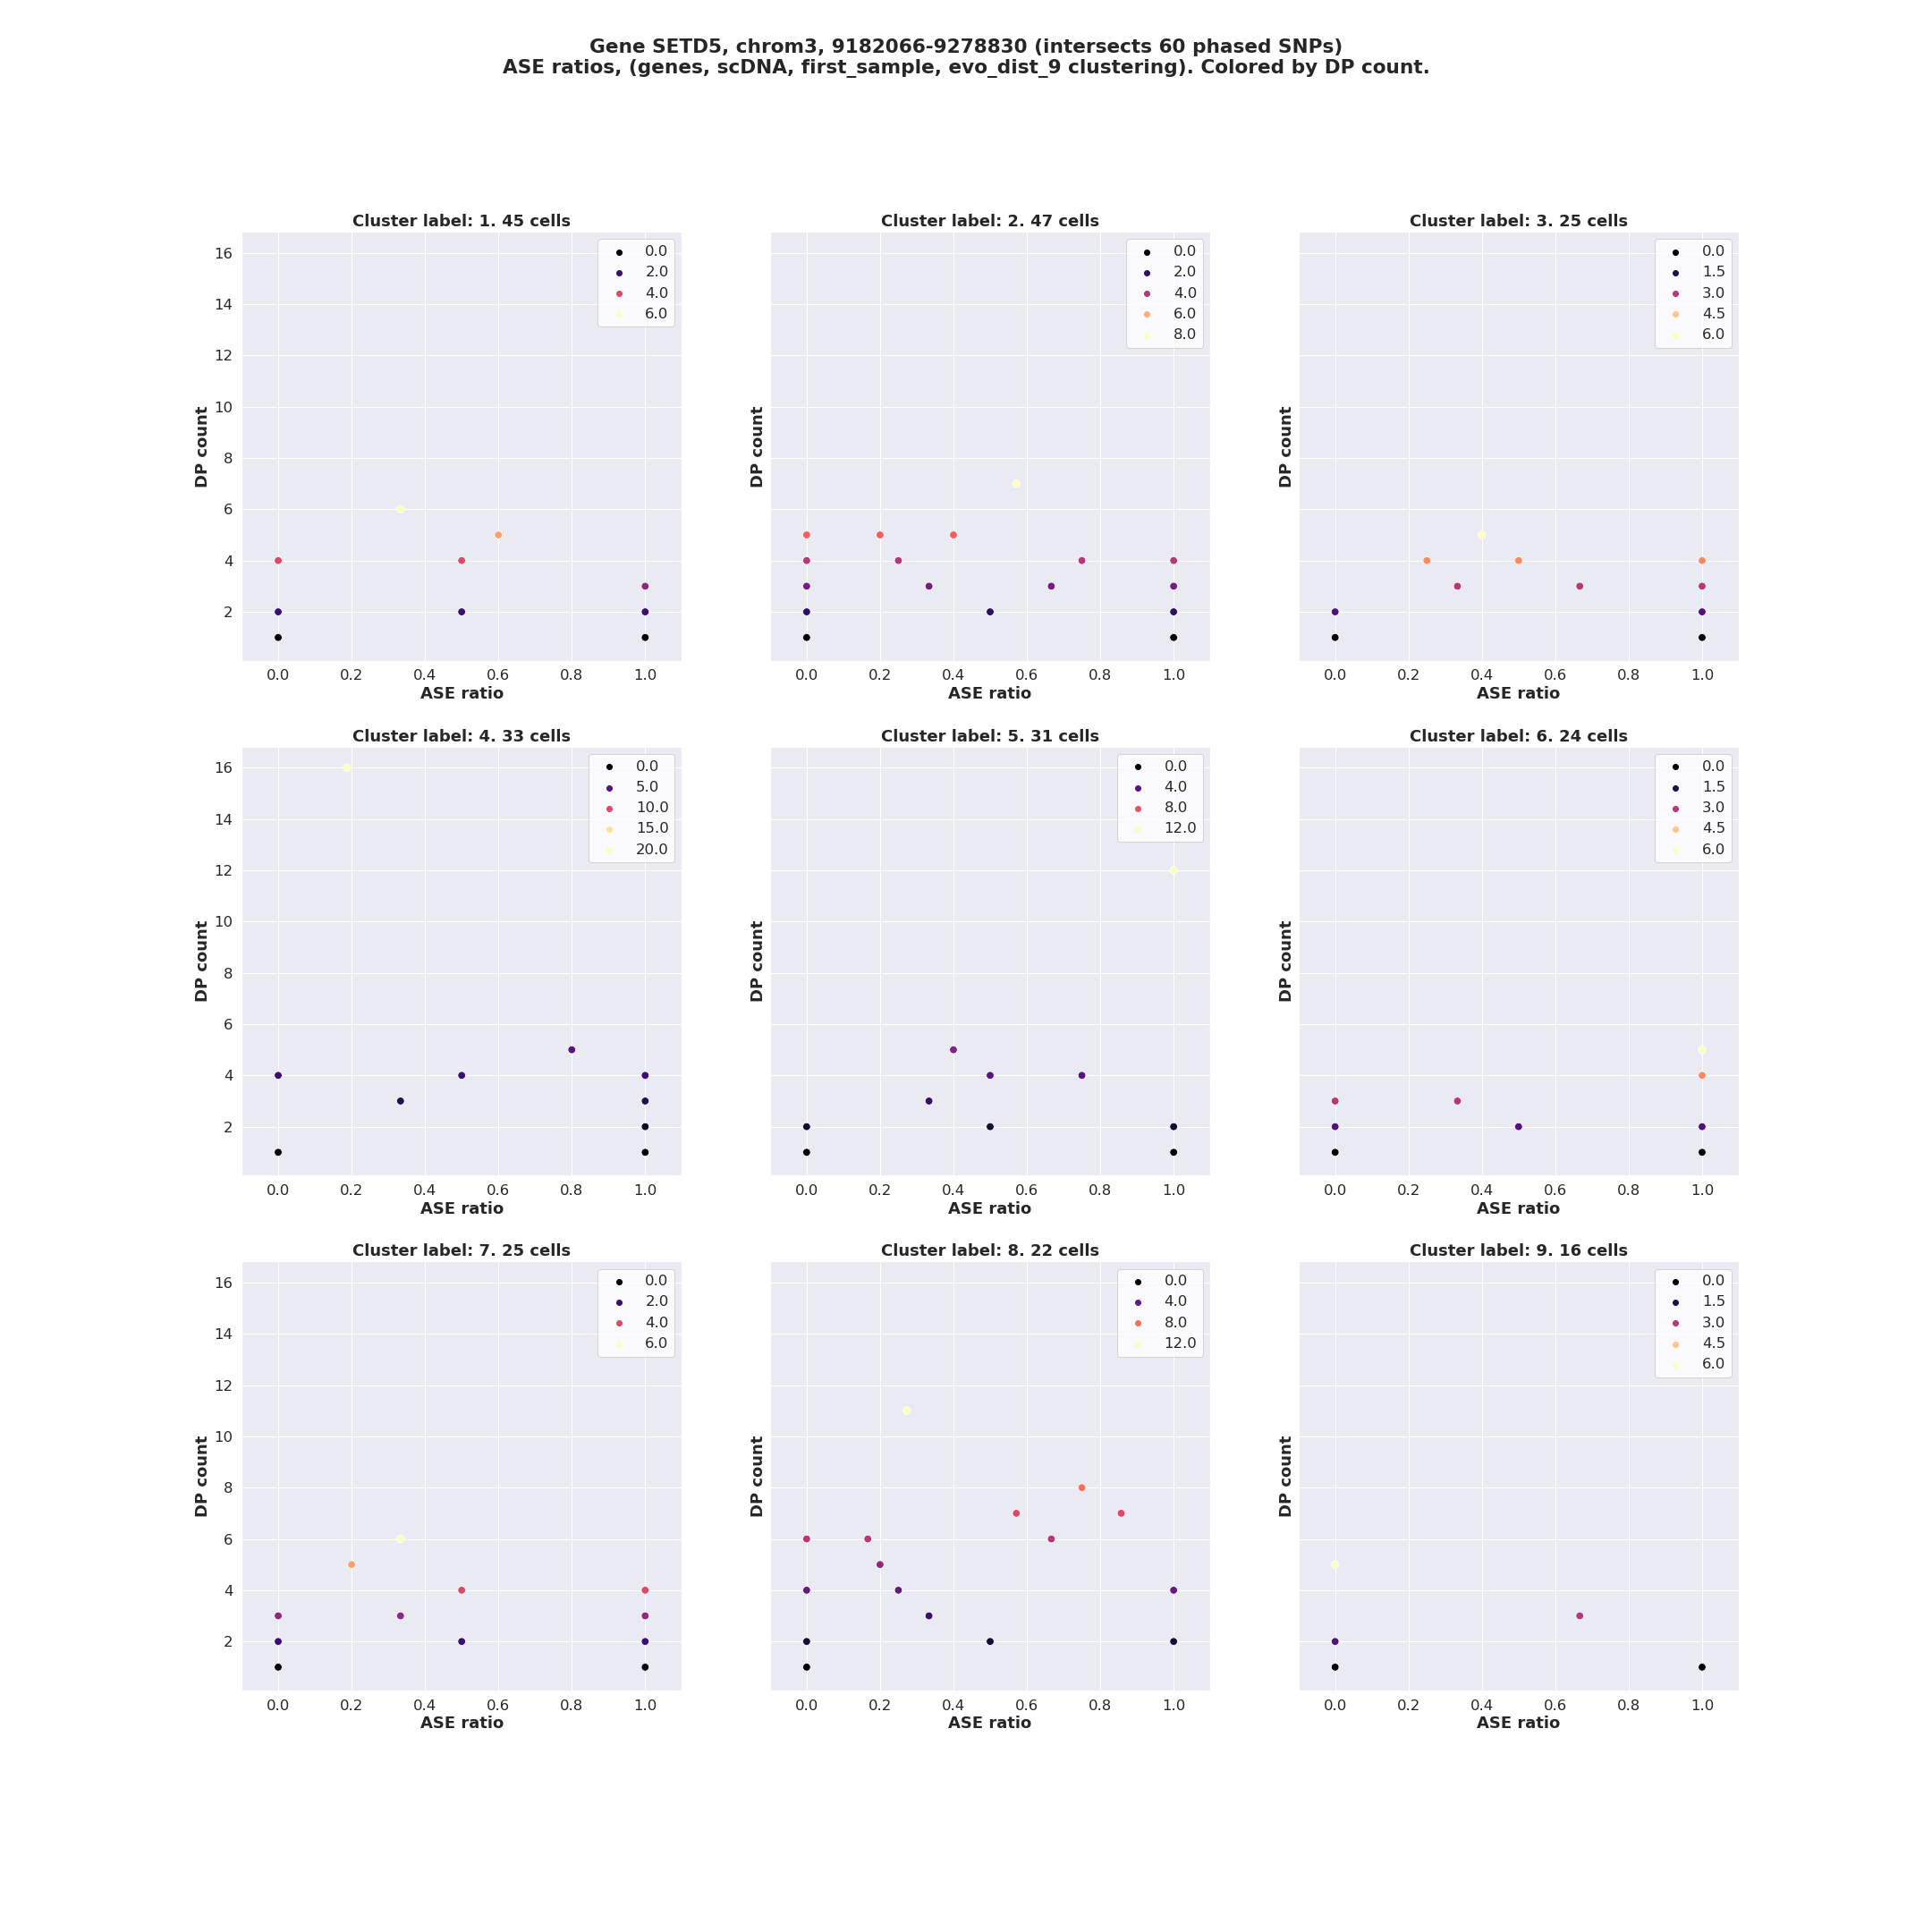 Gene SETD5, chrom3, 9182066-9278830 (intersects 60 phased SNPs)
ASE ratios, (genes, scDNA, first_sample, evo_dist_9 clustering). Colored by DP count.
Cluster label: 1. 45 cells
16
14
12
10
8
6
4
2
DP count
0.0
2.0
4.0
6.0
0.0 0.2 0.4 0.6 0.8 1.0
ASE ratio
Cluster label: 2. 47 cells
DP count
0.0
2.0
4.0
6.0
8.0
0.0 0.2 0.4 0.6 0.8 1.0
ASE ratio
Cluster label: 3. 25 cells
DP count
0.0
1.5
3.0
4.5
6.0
0.0 0.2 0.4 0.6 0.8 1.0
ASE ratio
Cluster label: 4. 33 cells
16
14
12
10
8
6
4
2
DP count
0.0
5.0
10.0
15.0
20.0
0.0 0.2 0.4 0.6 0.8 1.0
ASE ratio
Cluster label: 5. 31 cells
DP count
0.0
4.0
8.0
12.0
0.0 0.2 0.4 0.6 0.8 1.0
ASE ratio
Cluster label: 6. 24 cells
DP count
0.0
1.5
3.0
4.5
6.0
0.0 0.2 0.4 0.6 0.8 1.0
ASE ratio
Cluster label: 7. 25 cells
16
14
12
10
8
6
4
2
DP count
0.0
2.0
4.0
6.0
0.0 0.2 0.4 0.6 0.8 1.0
ASE ratio
Cluster label: 8. 22 cells
DP count
0.0
4.0
8.0
12.0
0.0 0.2 0.4 0.6 0.8 1.0
ASE ratio
Cluster label: 9. 16 cells
DP count
0.0
1.5
3.0
4.5
6.0
0.0 0.2 0.4 0.6 0.8 1.0
ASE ratio